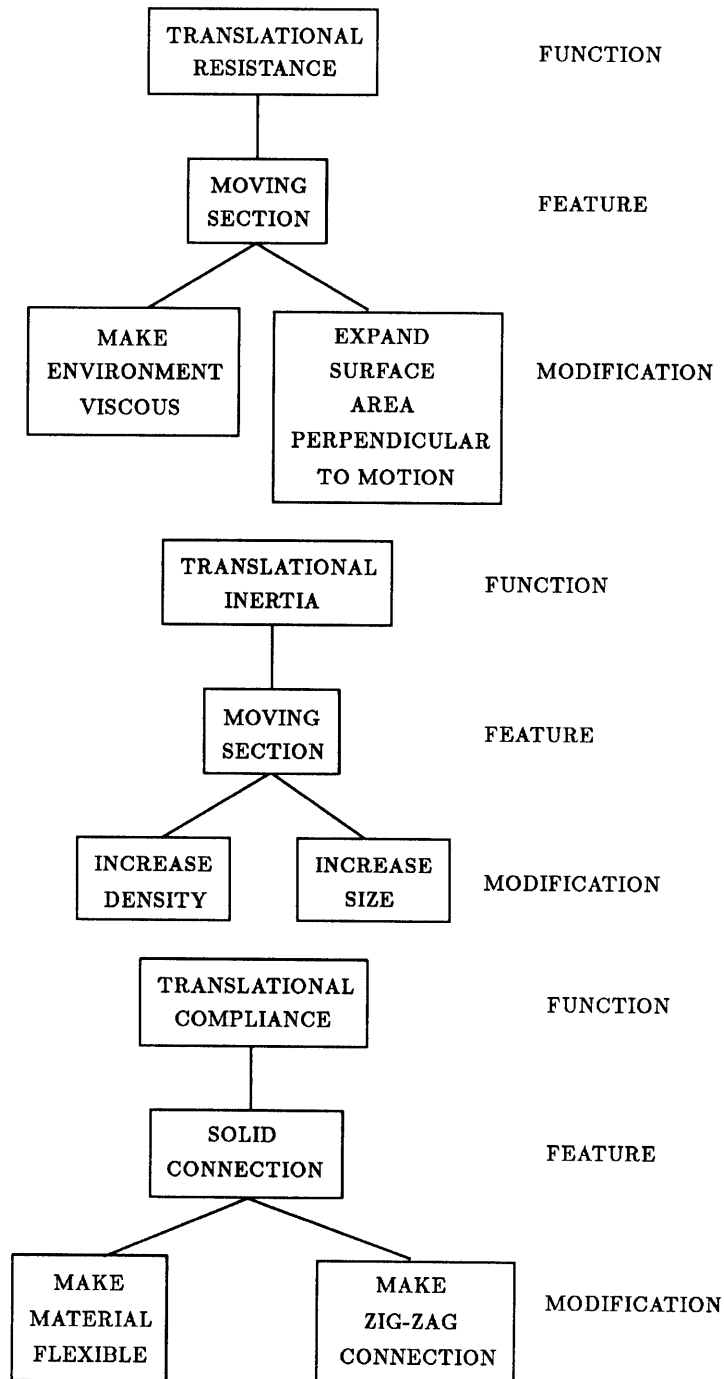 TRANSLATIONAL
RESISTANCE
FUNCTION
MOVING
SECTION
FEATURE
MAKE
ENVIRONMENT
VISCOUS
EXPAND
SURFACE
AREA
PERPENDICULAR
TO MOTION
MODIFICATION
TRANSLATIONAL
INERTIA
FUNCTION
MOVING
SECTION
FEATURE
INCREASE
DENSITY
INCREASE
SIZE
MODIFICATION
TRANSLATIONAL
COMPLIANCE
FUNCTION
SOLID
CONNECTION
FEATURE
MAKE
MATERIAL
FLEXIBLE
MAKE
ZIG-ZAG
CONNECTION
MODIFICATION